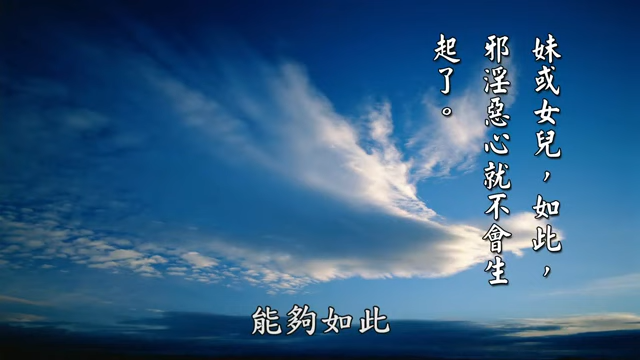 妹或女兒，如此，
邪淫惡心就不會生
起了。
能夠如此